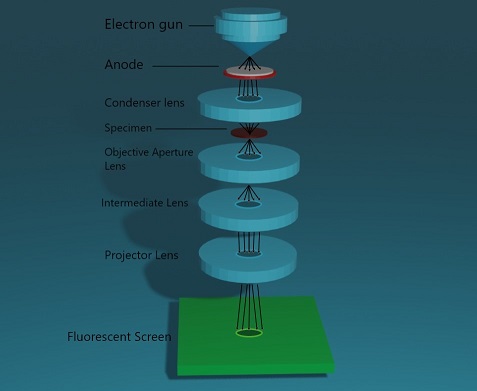 Electron gun
Anode
Condenser lens
Specimen
Objective Aperture
Lens
Intermediate Lens
Projector Lens
Fluorescent Screen